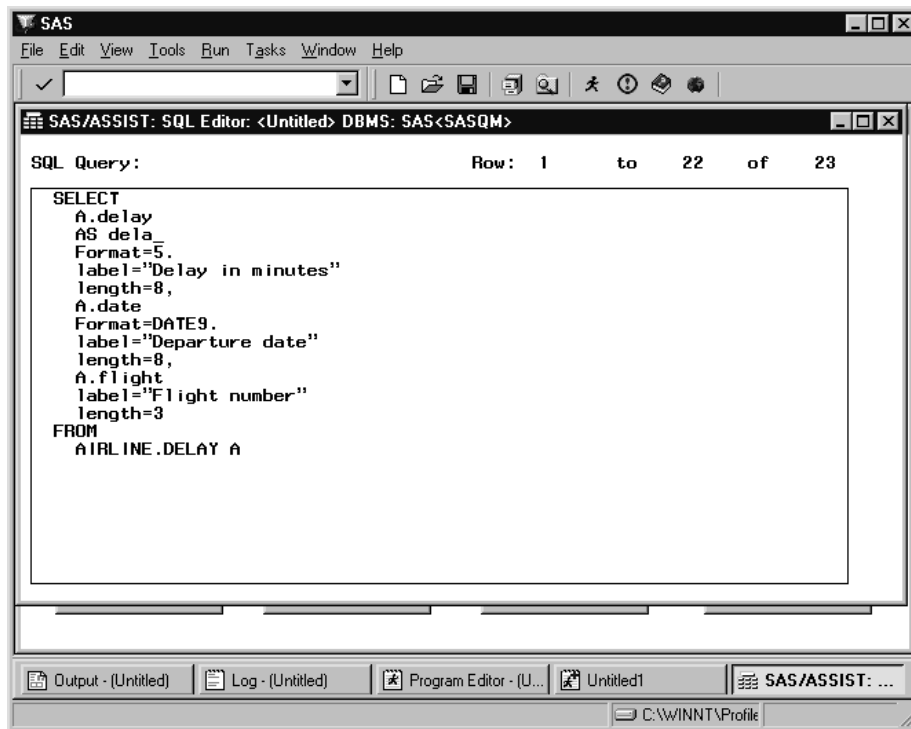 SAS
File Edit View Tools Run Tasks Window Help
SAS/ASSIST: SQL Editor: <Untitled> DBMS: SAS<SASQM>
SQL Query: Row: 1 to 22 of 23
SELECT
A.delay
AS dela_
Format=5.
label="Delay in minutes"
length=8,
A.date
Format=DATE9.
label="Departure date"
length=8,
A.flight
label="Flight number"
length=3
FROM
AIRLINE.DELAY A
Output - (Untitled) Log - (Untitled) Program Editor - (U... Untitled1 SAS/ASSIST: ...
C:\WINNT\Profile